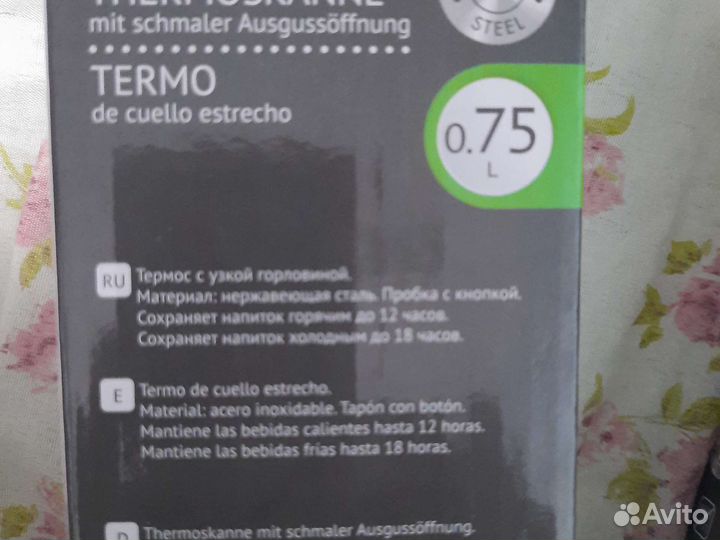 THERMOSKANNE
mit schmaler Ausgussöffnung
STEEL
TERMO
de cuello estrecho
0.75
L
RU
Термос с узкой горловиной.
Материал: нержавеющая сталь. Пробка с кнопкой.
Сохраняет напиток горячим до 12 часов.
Сохраняет напиток холодным до 18 часов.
E
Termo de cuello estrecho.
Material: acero inoxidable. Tapón con botón.
Mantiene las bebidas calientes hasta 12 horas.
Mantiene las bebidas frías hasta 18 horas.
D
Thermoskanne mit schmaler Ausgussöffnung.
Avito